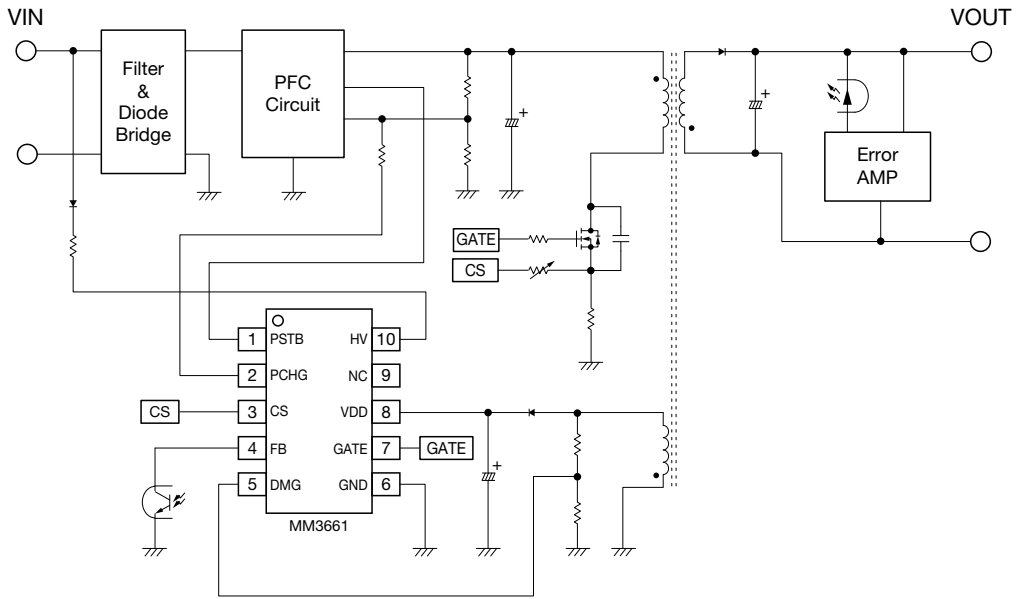 VIN
VOUT
Filter
&
Diode
Bridge
PFC
Circuit
+
+
Error
AMP
GATE
CS
1 PSTB HV 10
2 PCHG NC 9
CS 3 CS VDD 8
4 FB GATE 7 GATE
5 DMG GND 6
+
MM3661